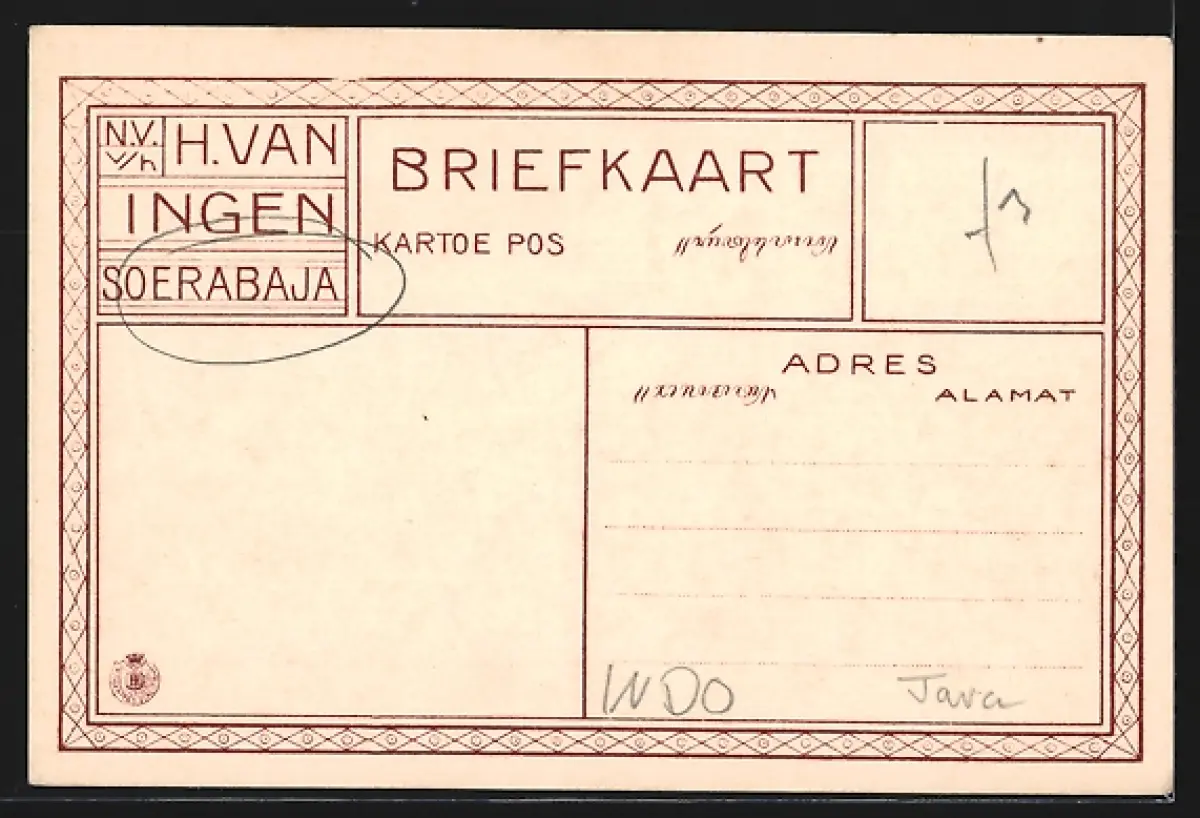 N.V.
v/h
H. VAN
INGEN
SOERABAJA
BRIEFKAART
KARTOE POS
ADRES
ALAMAT
INDO
Java